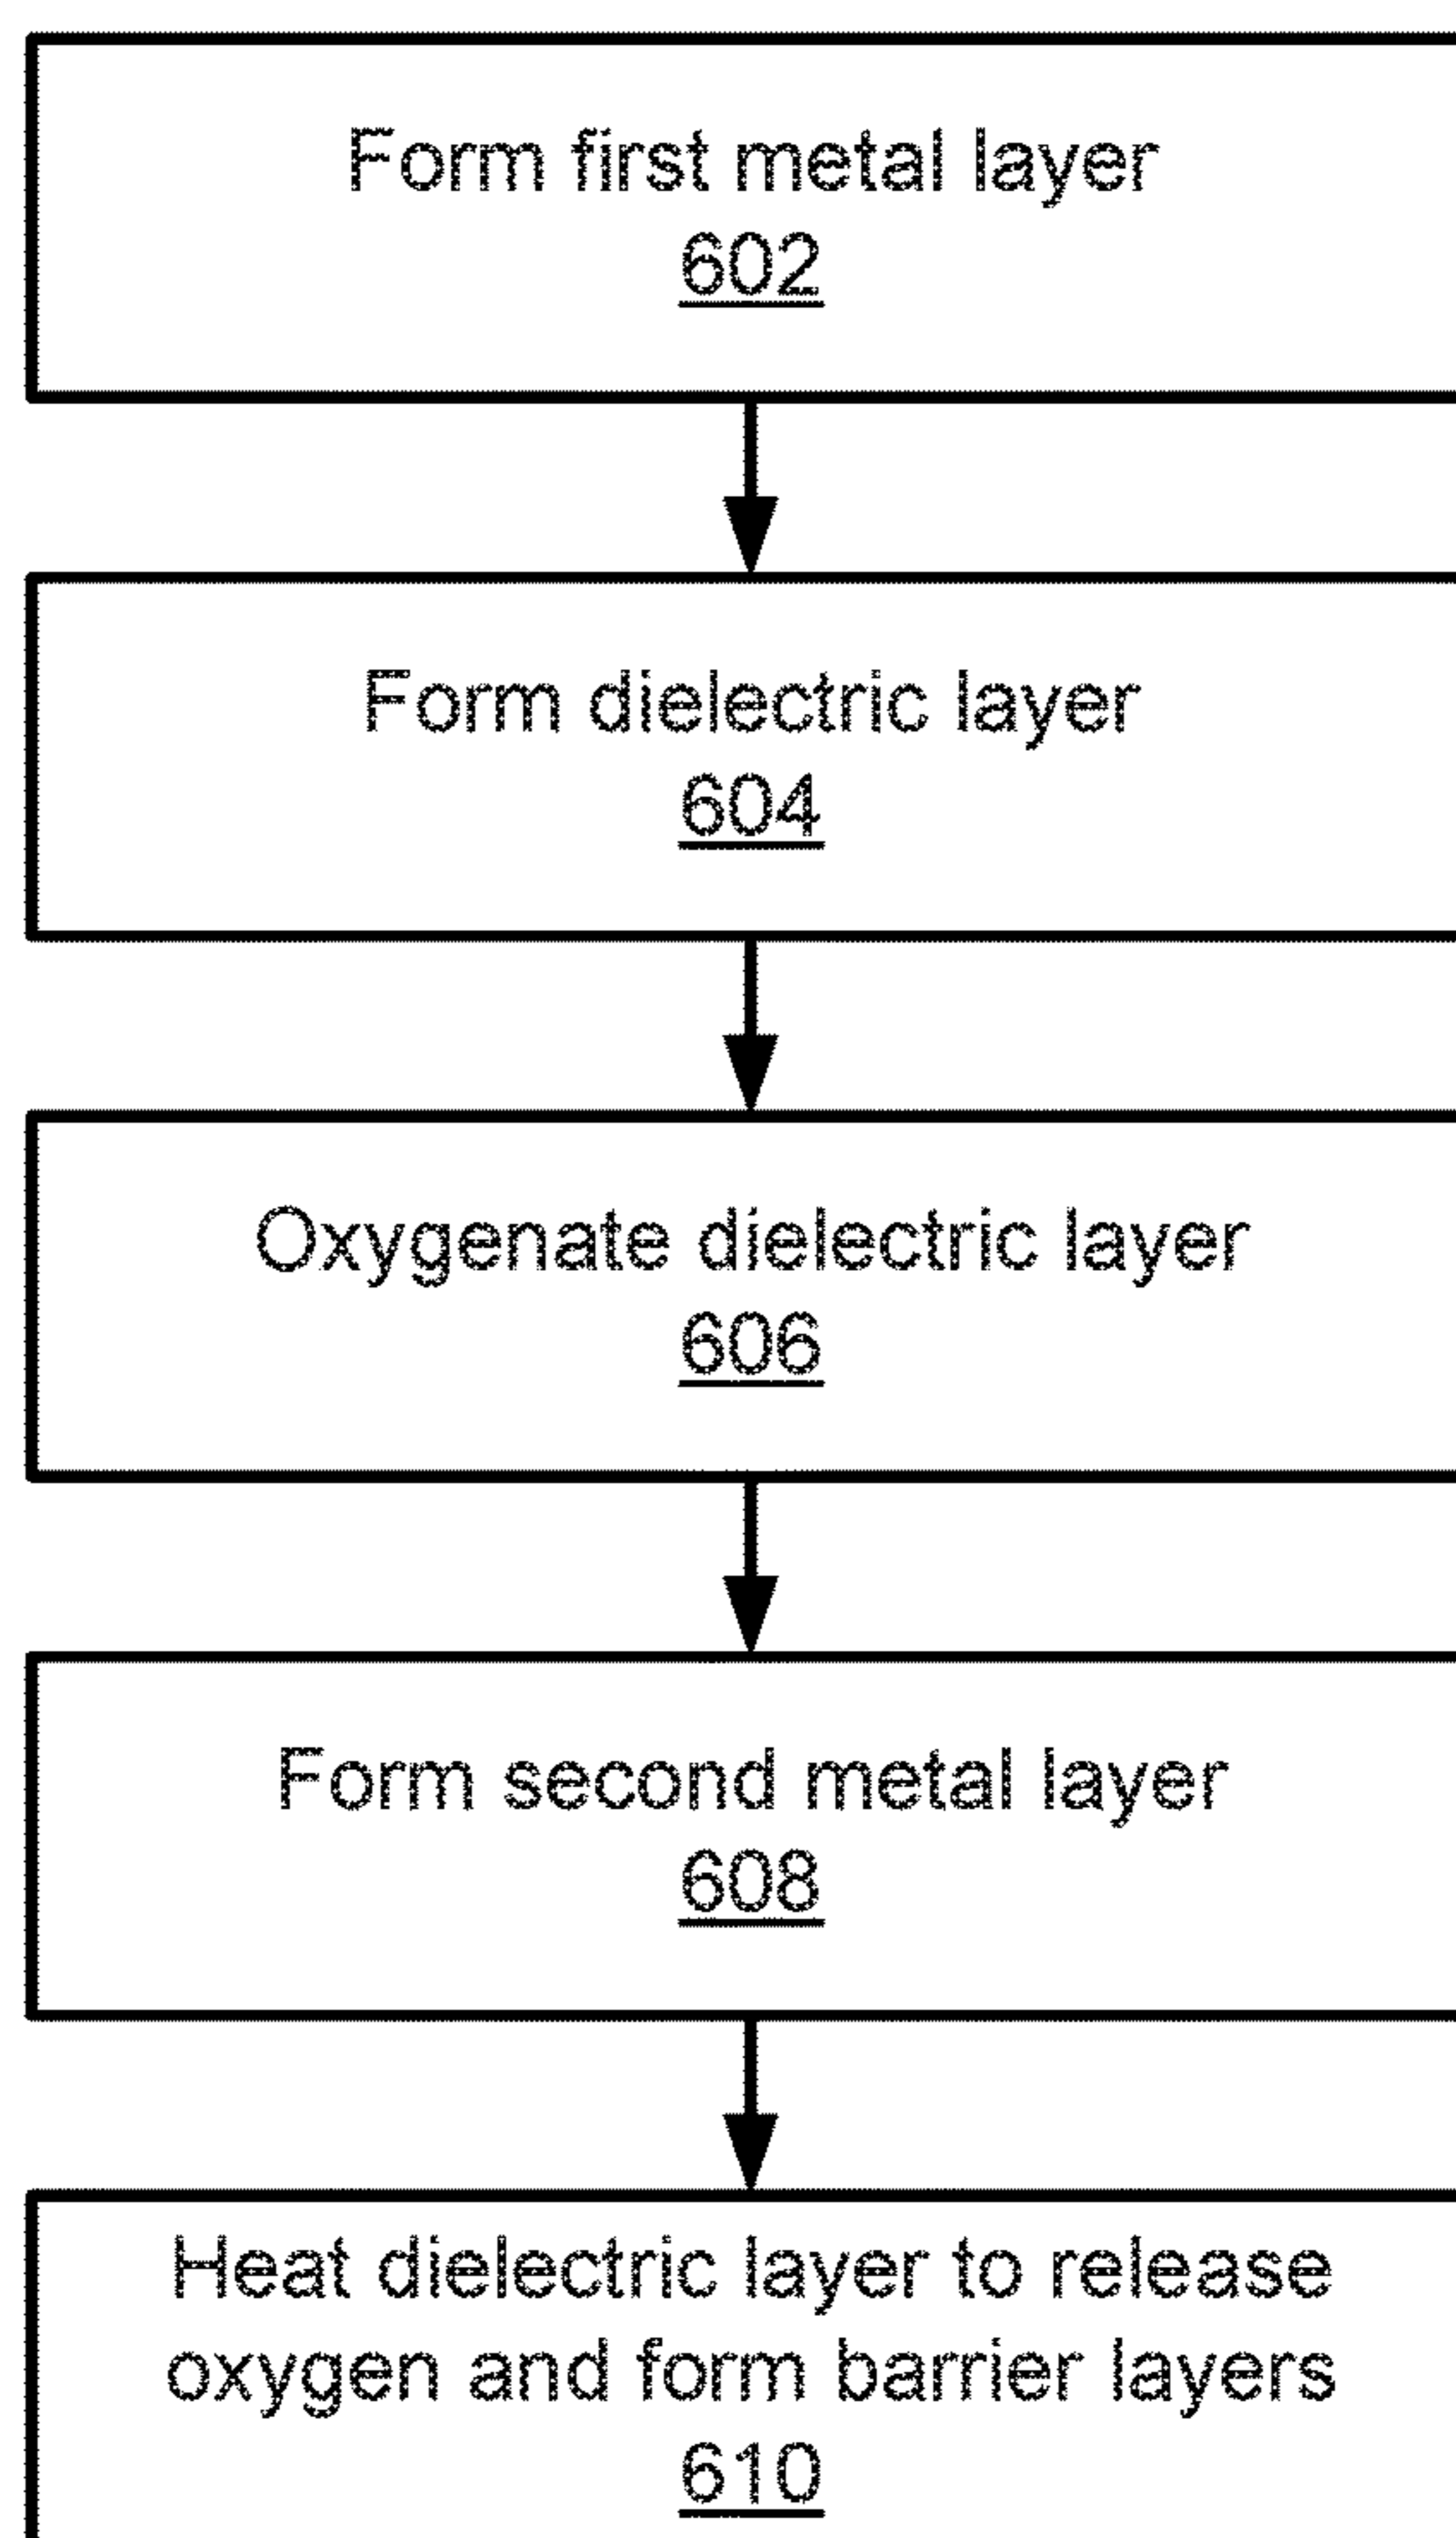 Form first metal layer
602
Form dielectric layer
604
Oxygenate dielectric layer
606
Form second metal layer
608
Heat dielectric layer to release
oxygen and form barrier layers
610